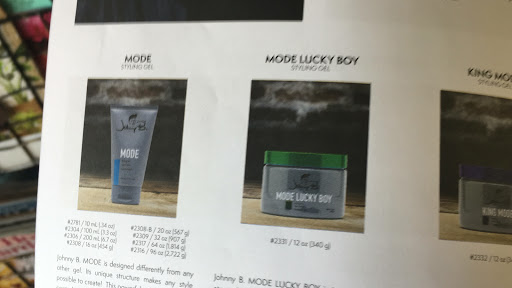 MODE
STYLING GEL
Johnny B.
MODE
#2781 / 10 mL (.34 oz)
#2304 / 100 mL (3.3 oz)
#2306 / 200 mL (6.7 oz)
#2308 / 16 oz (454 g)
#2308-B / 20 oz (567 g)
#2309 / 32 oz (907 g)
#2317 / 64 oz (1,814 g)
#2316 / 96 oz (2,722 g)
Johnny B. MODE is designed differently from any
other gel. Its unique structure makes any style
possible to create!
MODE LUCKY BOY
STYLING GEL
MODE LUCKY BOY
#2331 / 12 oz (340 g)
Johnny B. MODE LUCKY BOY
KING MODE
STYLING GEL
KING MODE
#2332 / 12 oz